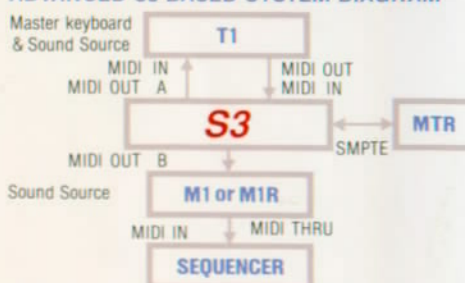 ADVANCED S3 BASED SYSTEM DIAGRAM
Master keyboard
& Sound Source
T1
MIDI IN
MIDI OUT A
MIDI OUT
MIDI IN
S3
MTR
SMPTE
MIDI OUT B
Sound Source
M1 or M1R
MIDI IN
MIDI THRU
SEQUENCER